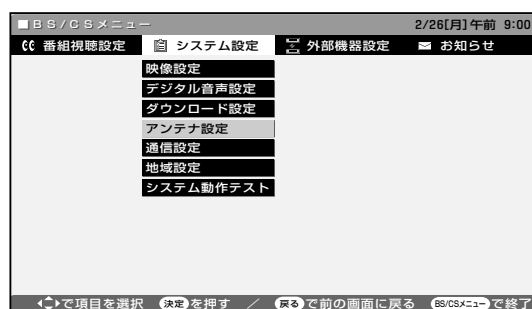 ■BS/CSメニュー 2/26[月]午前 9:00
番組視聴設定 システム設定 外部機器設定 お知らせ
映像設定
デジタル音声設定
ダウンロード設定
アンテナ設定
通信設定
地域設定
システム動作テスト
で項目を選択 決定を押す / 戻るで前の画面に戻る BS/CSメニューで終了